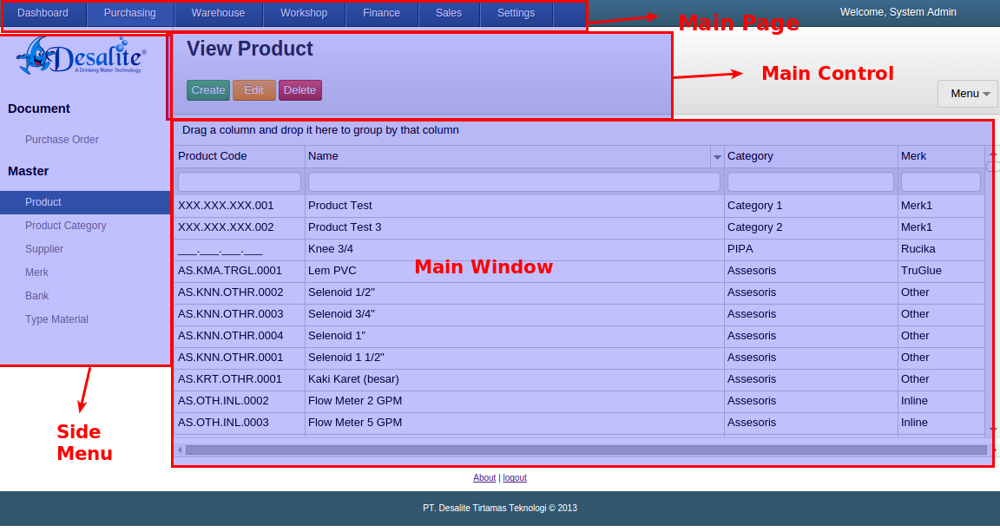 Dashboard Purchasing Warehouse Workshop Finance Sales Settings Welcome, System Admin
Main Page
Desalite®
A Drinking Water Technology
View Product
Main Control
Create Edit Delete
Menu
Document
Purchase Order
Master
Product
Product Category
Supplier
Merk
Bank
Type Material
Side
Menu
Drag a column and drop it here to group by that column
Product Code Name Category Merk
XXX.XXX.XXX.001 Product Test Category 1 Merk1
XXX.XXX.XXX.002 Product Test 3 Category 2 Merk1
___.___.___.___ Knee 3/4 PIPA Rucika
Main Window
AS.KMA.TRGL.0001 Lem PVC Assesoris TruGlue
AS.KNN.OTHR.0002 Selenoid 1/2" Assesoris Other
AS.KNN.OTHR.0003 Selenoid 3/4" Assesoris Other
AS.KNN.OTHR.0004 Selenoid 1" Assesoris Other
AS.KNN.OTHR.0001 Selenoid 1 1/2" Assesoris Other
AS.KRT.OTHR.0001 Kaki Karet (besar) Assesoris Other
AS.OTH.INL.0002 Flow Meter 2 GPM Assesoris Inline
AS.OTH.INL.0003 Flow Meter 5 GPM Assesoris Inline
About | logout
PT. Desalite Tirtamas Teknologi © 2013